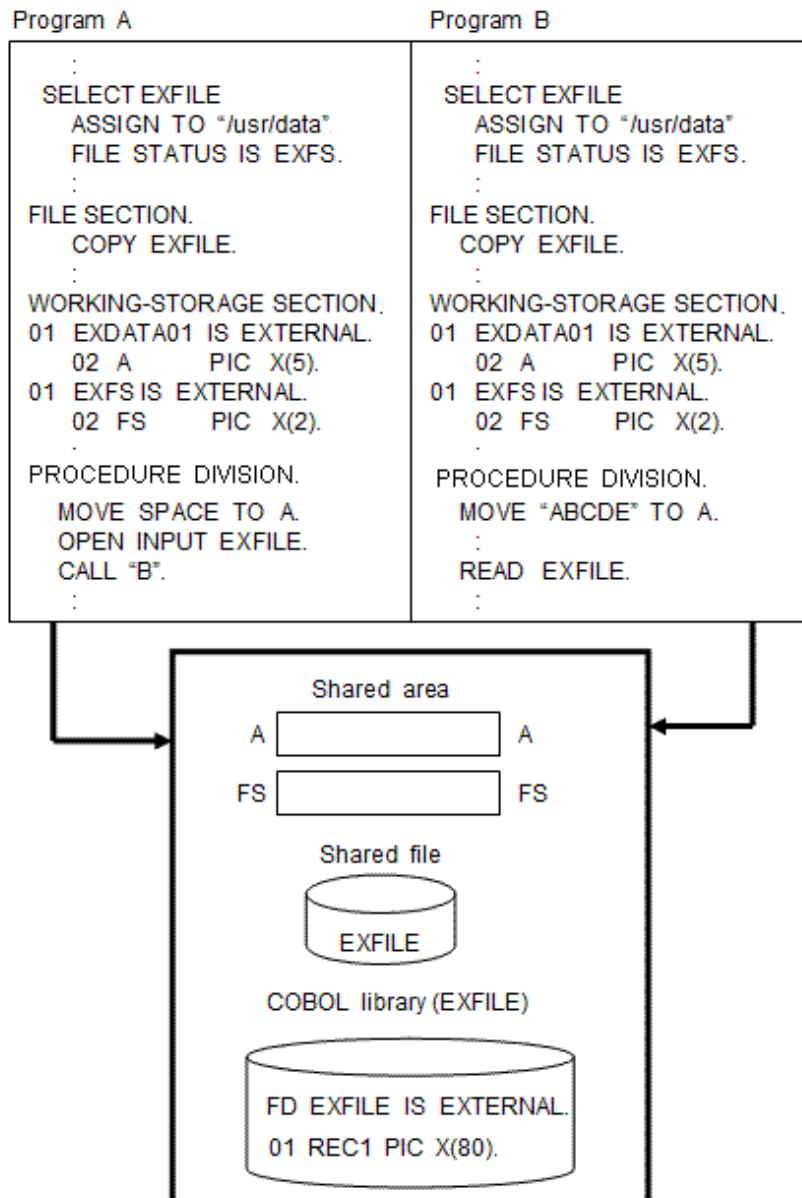 Program A
:
SELECT EXFILE
ASSIGN TO “/usr/data”
FILE STATUS IS EXFS.
:
FILE SECTION.
COPY EXFILE.
:
WORKING-STORAGE SECTION.
01 EXDATA01 IS EXTERNAL.
02 A PIC X(5).
01 EXFS IS EXTERNAL.
02 FS PIC X(2).
:
PROCEDURE DIVISION.
MOVE SPACE TO A.
OPEN INPUT EXFILE.
CALL “B”.
:
Program B
:
SELECT EXFILE
ASSIGN TO “/usr/data”
FILE STATUS IS EXFS.
:
FILE SECTION.
COPY EXFILE.
:
WORKING-STORAGE SECTION.
01 EXDATA01 IS EXTERNAL.
02 A PIC X(5).
01 EXFS IS EXTERNAL.
02 FS PIC X(2).
:
PROCEDURE DIVISION.
MOVE “ABCDE” TO A.
:
READ EXFILE.
:
Shared area
A A
FS FS
Shared file
EXFILE
COBOL library (EXFILE)
FD EXFILE IS EXTERNAL.
01 REC1 PIC X(80).